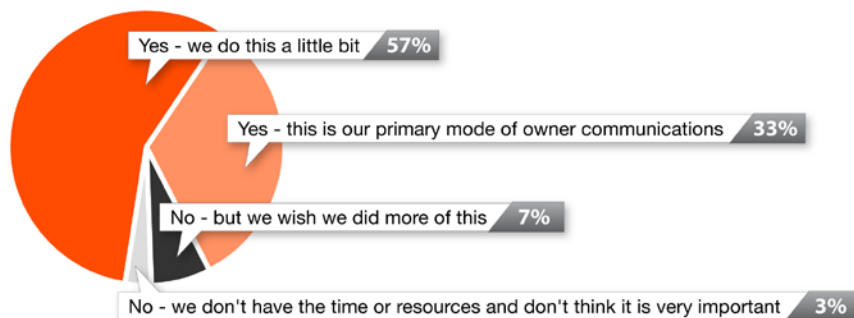 Yes - we do this a little bit 57%
Yes - this is our primary mode of owner communications 33%
No - but we wish we did more of this 7%
No - we don't have the time or resources and don't think it is very important 3%